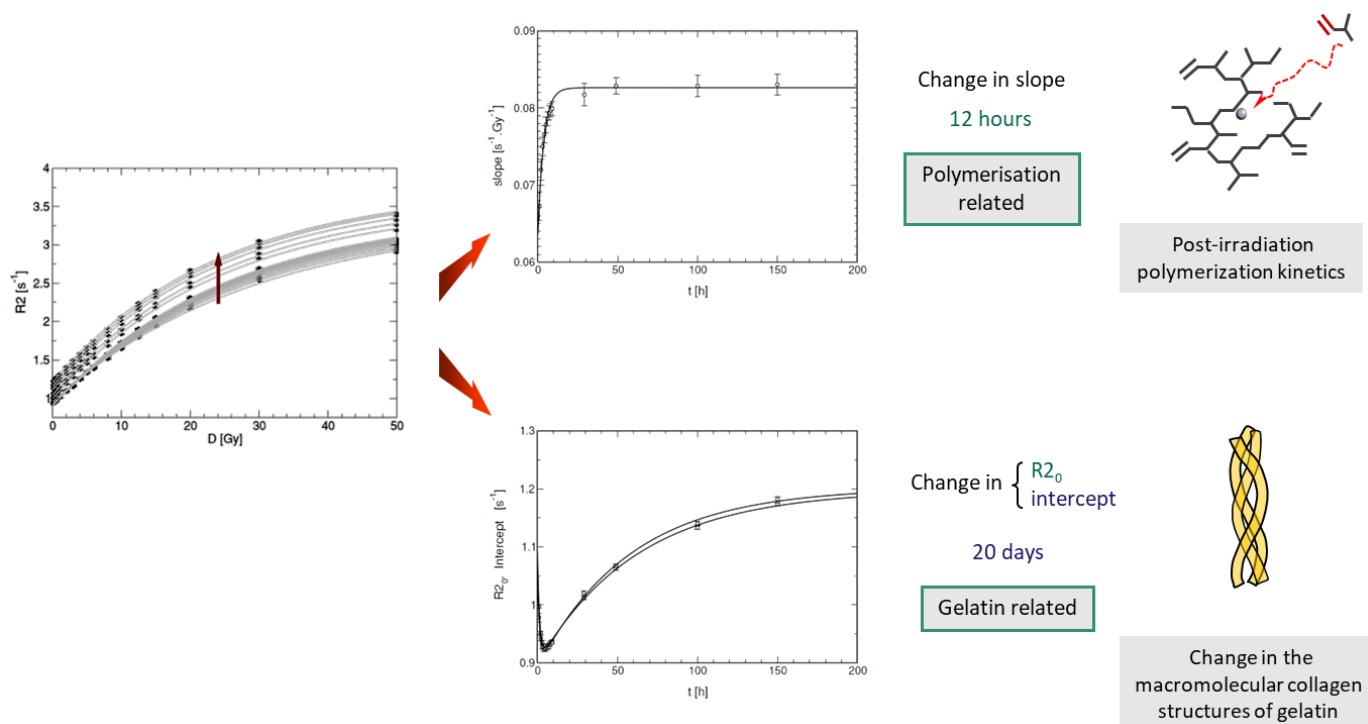 4
3.5
3
2.5
2
1.5
1
R2 [s⁻¹]
0 10 20 30 40 50
D [Gy]
0.09
0.08
0.07
0.06
slope [s⁻¹.Gy⁻¹]
0 50 100 150 200
t [h]
Change in slope
12 hours
Polymerisation
related
Post-irradiation
polymerization kinetics
1.3
1.2
1.1
1
0.9
R2₀, Intercept [s⁻¹]
0 50 100 150 200
t [h]
Change in { R2₀
intercept
20 days
Gelatin related
Change in the
macromolecular collagen
structures of gelatin